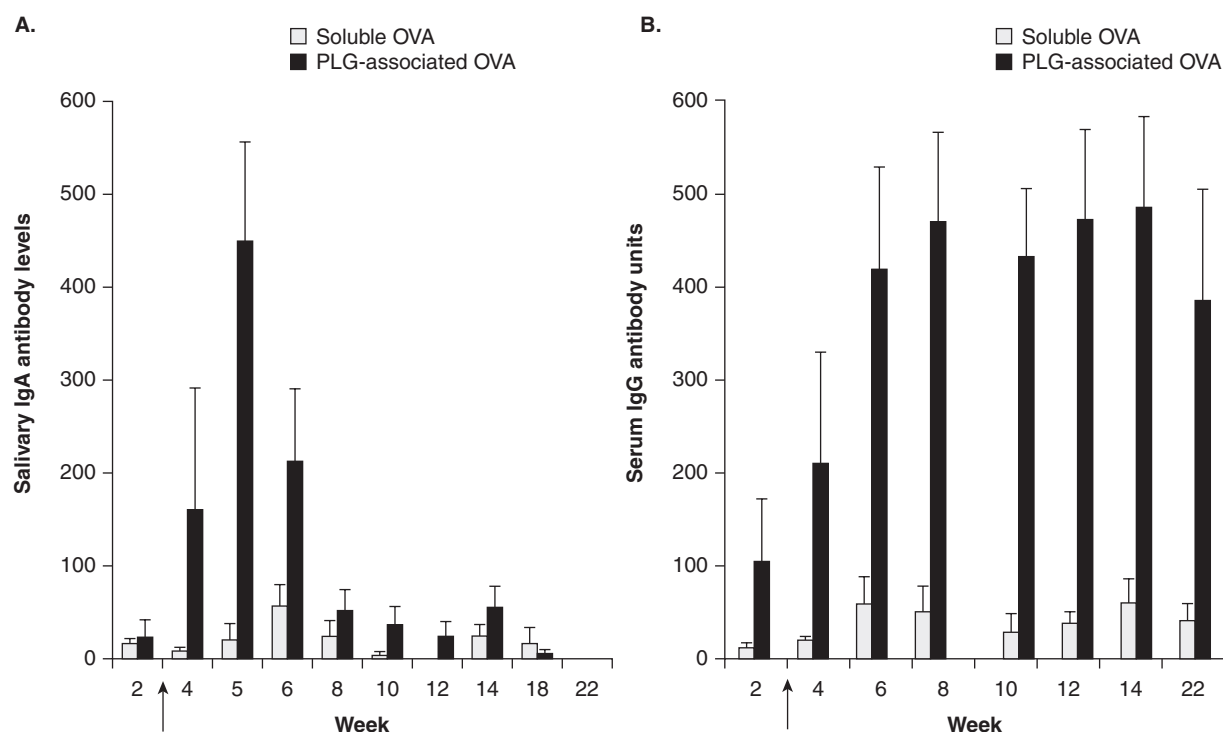 A.
Soluble OVA
PLG-associated OVA
600
500
400
300
200
100
0
Salivary IgA antibody levels
2 4 5 6 8 10 12 14 18 22
Week
B.
Soluble OVA
PLG-associated OVA
600
500
400
300
200
100
0
Serum IgG antibody units
2 4 6 8 10 12 14 22
Week